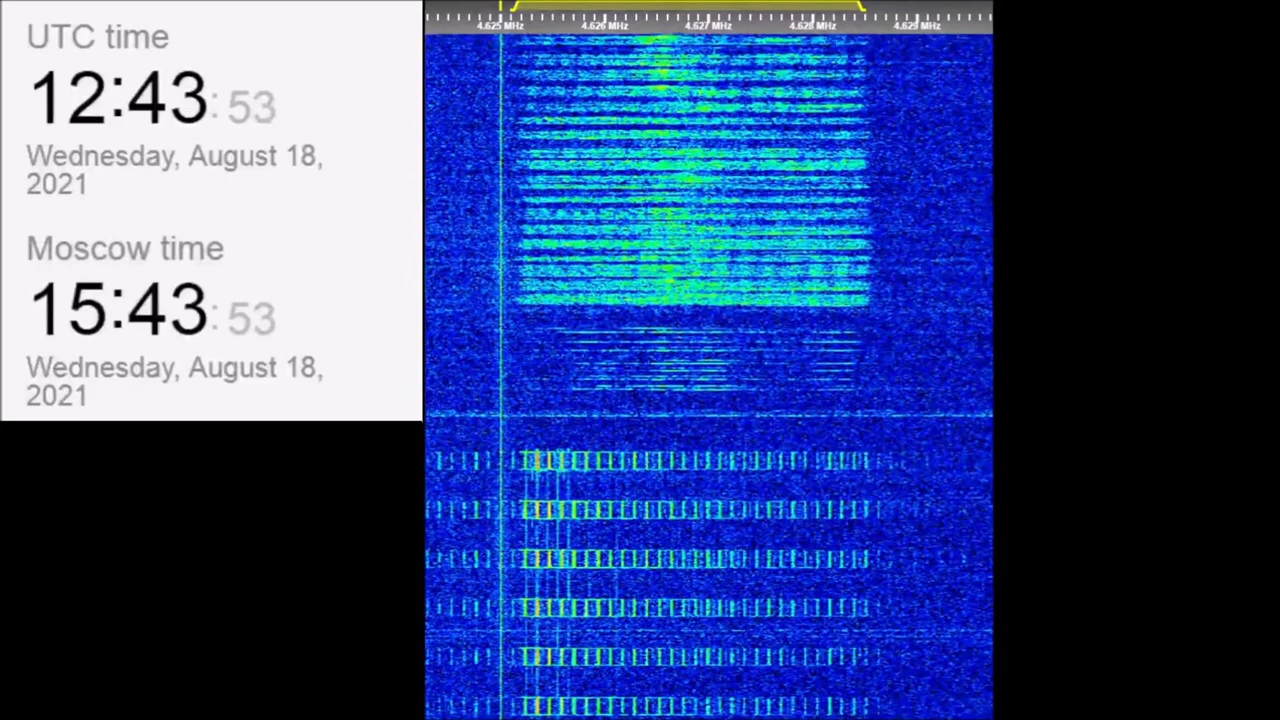 UTC time
12:43:53
Wednesday, August 18,
2021
Moscow time
15:43:53
Wednesday, August 18,
2021
4.625 MHz 4.626 MHz 4.627 MHz 4.628 MHz 4.629 MHz